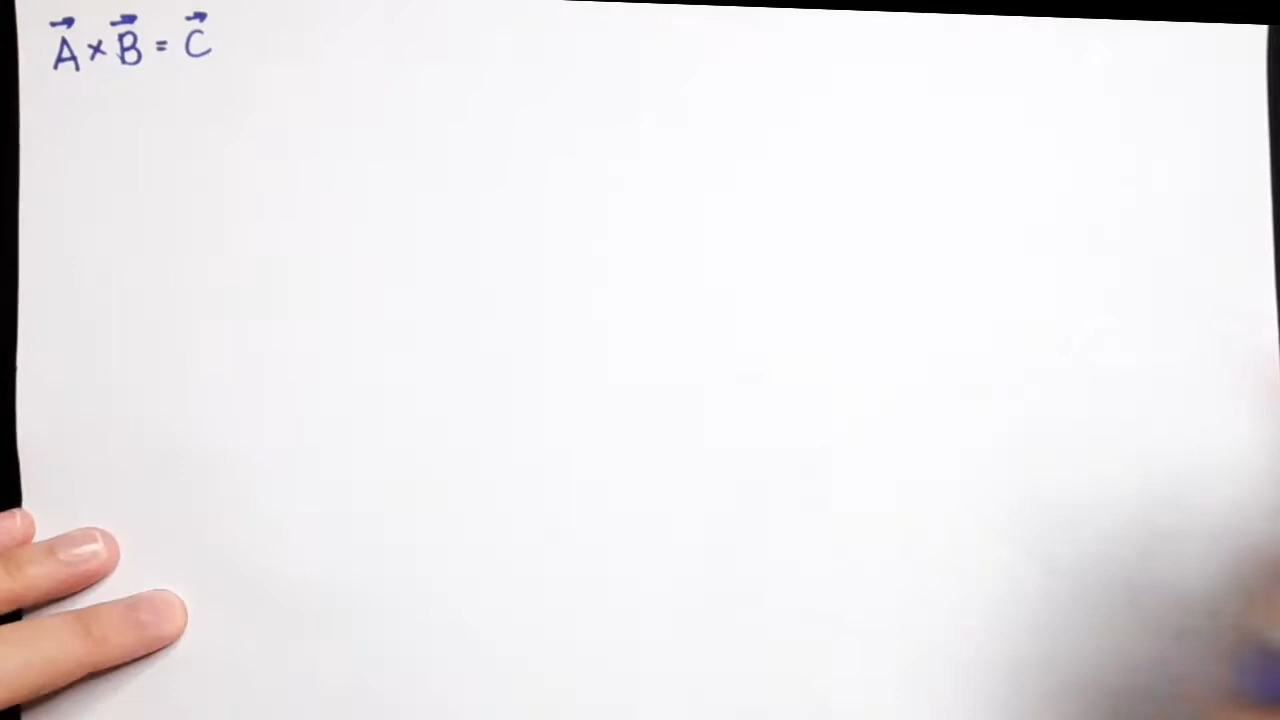 A⃗ × B⃗ = C⃗